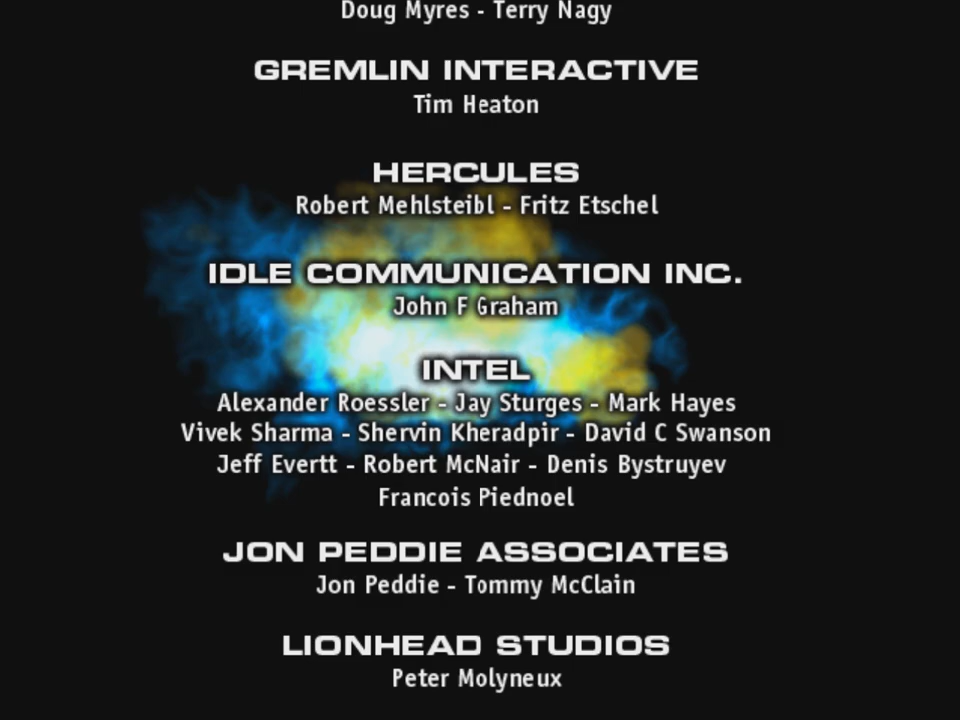 Doug Myres - Terry Nagy
GREMLIN INTERACTIVE
Tim Heaton
HERCULES
Robert Mehlsteibl - Fritz Etschel
IDLE COMMUNICATION INC.
John F Graham
INTEL
Alexander Roessler - Jay Sturges - Mark Hayes
Vivek Sharma - Shervin Kheradpir - David C Swanson
Jeff Evertt - Robert McNair - Denis Bystruyev
Francois Piednoel
JON PEDDIE ASSOCIATES
Jon Peddie - Tommy McClain
LIONHEAD STUDIOS
Peter Molyneux